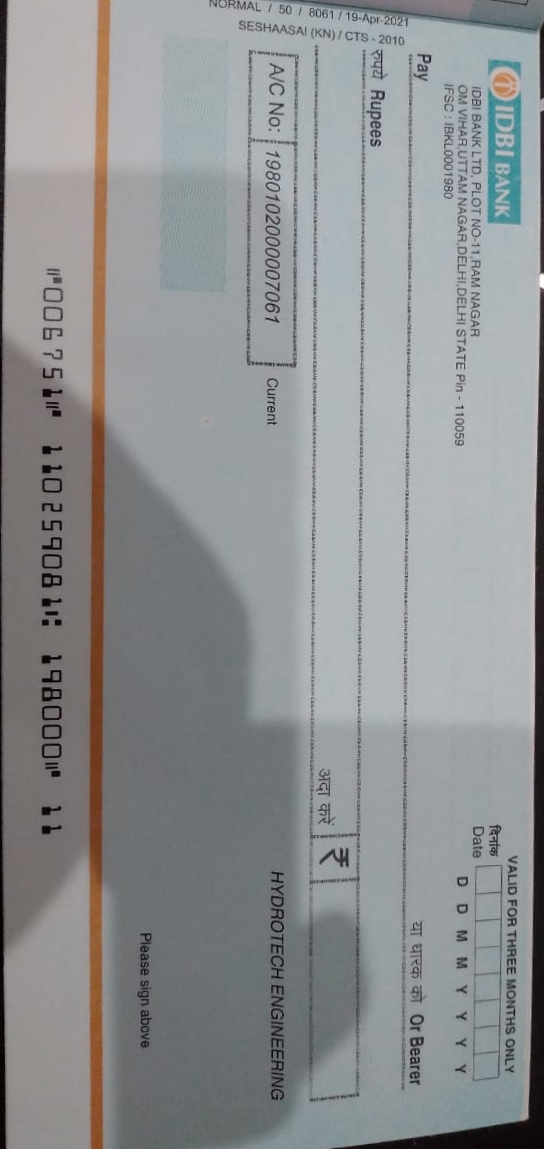 IDBI BANK
IDBI BANK LTD, PLOT NO-11,RAM NAGAR
OM VIHAR,UTTAM NAGAR,DELHI,DELHI STATE Pin - 110059
IFSC : IBKL0001980
VALID FOR THREE MONTHS ONLY
दिनांक
Date
D D M M Y Y Y Y
Pay या धारक को Or Bearer
रुपये Rupees
अदा करें ₹
A/C No: 1980102000007061 Current
HYDROTECH ENGINEERING
Please sign above
⑈006751⑈ 110259081⑆ 198000⑈ 11
NORMAL / 50 / 8061 / 19-Apr-2021
SESHAASAI (KN) / CTS - 2010